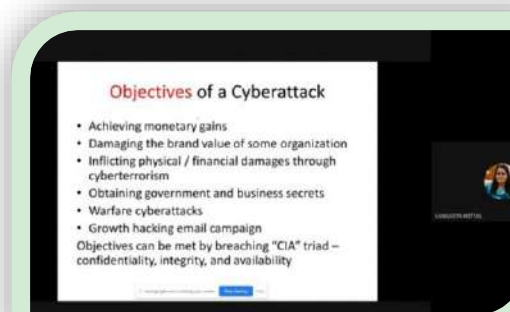 Objectives of a Cyberattack
• Achieving monetary gains
• Damaging the brand value of some organization
• Inflicting physical / financial damages through
cyberterrorism
• Obtaining government and business secrets
• Warfare cyberattacks
• Growth hacking email campaign
Objectives can be met by breaching "CIA" triad –
confidentiality, integrity, and availability